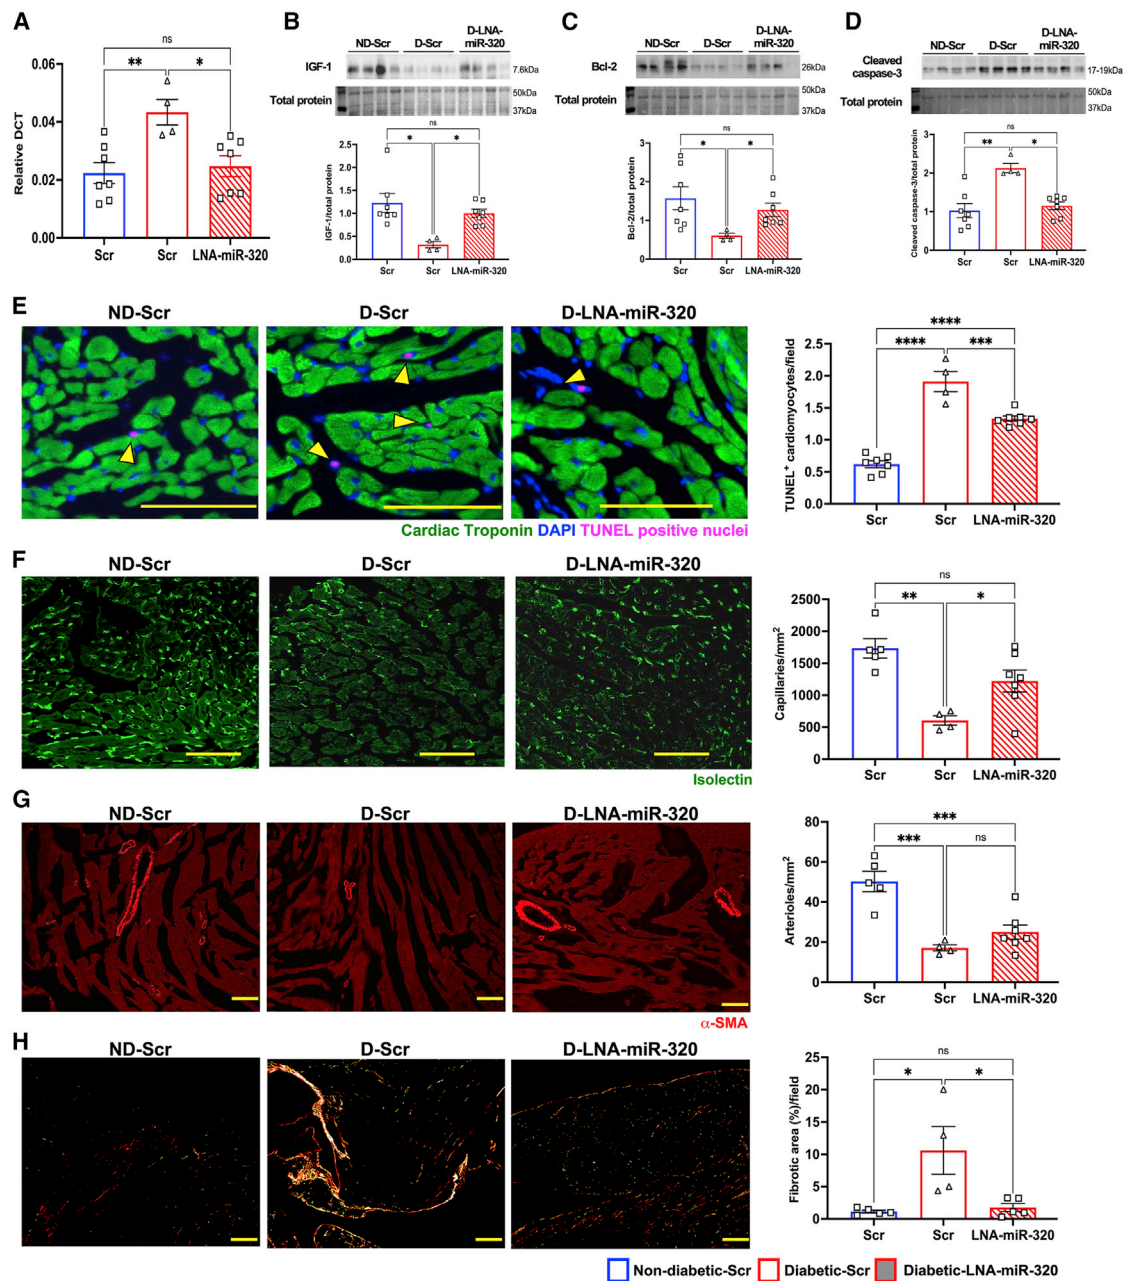 A
ns
**
*
0.06
0.04
0.02
0.00
Relative DCT
Scr
Scr
LNA-miR-320
B
ND-Scr
D-Scr
D-LNA-
miR-320
IGF-1
7.6kDa
Total protein
50kDa
37kDa
ns
*
*
2.5
2.0
1.5
1.0
0.5
0.0
IGF-1/total protein
Scr
Scr
LNA-miR-320
C
ND-Scr
D-Scr
D-LNA-
miR-320
Bcl-2
26kDa
Total protein
50kDa
37kDa
ns
*
*
3
2
1
0
Bcl-2/total protein
Scr
Scr
LNA-miR-320
D
ND-Scr
D-Scr
D-LNA-
miR-320
Cleaved
caspase-3
17-19kDa
Total protein
50kDa
37kDa
ns
**
*
3
2
1
0
Cleaved caspase-3/total protein
Scr
Scr
LNA-miR-320
E
ND-Scr
D-Scr
D-LNA-miR-320
Cardiac Troponin DAPI TUNEL positive nuclei
****
****
***
2.5
2.0
1.5
1.0
0.5
0.0
TUNEL+ cardiomyocytes/field
Scr
Scr
LNA-miR-320
F
ND-Scr
D-Scr
D-LNA-miR-320
Isolectin
ns
**
*
2500
2000
1500
1000
500
0
Capillaries/mm2
Scr
Scr
LNA-miR-320
G
ND-Scr
D-Scr
D-LNA-miR-320
α-SMA
***
***
ns
80
60
40
20
0
Arterioles/mm2
Scr
Scr
LNA-miR-320
H
ND-Scr
D-Scr
D-LNA-miR-320
ns
*
*
25
20
15
10
5
0
Fibrotic area (%)/field
Scr
Scr
LNA-miR-320
Non-diabetic-Scr
Diabetic-Scr
Diabetic-LNA-miR-320